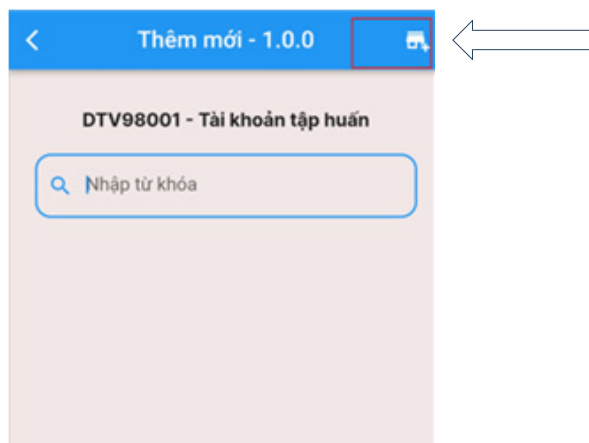 Thêm mới - 1.0.0
DTV98001 - Tài khoản tập huấn
Nhập từ khóa